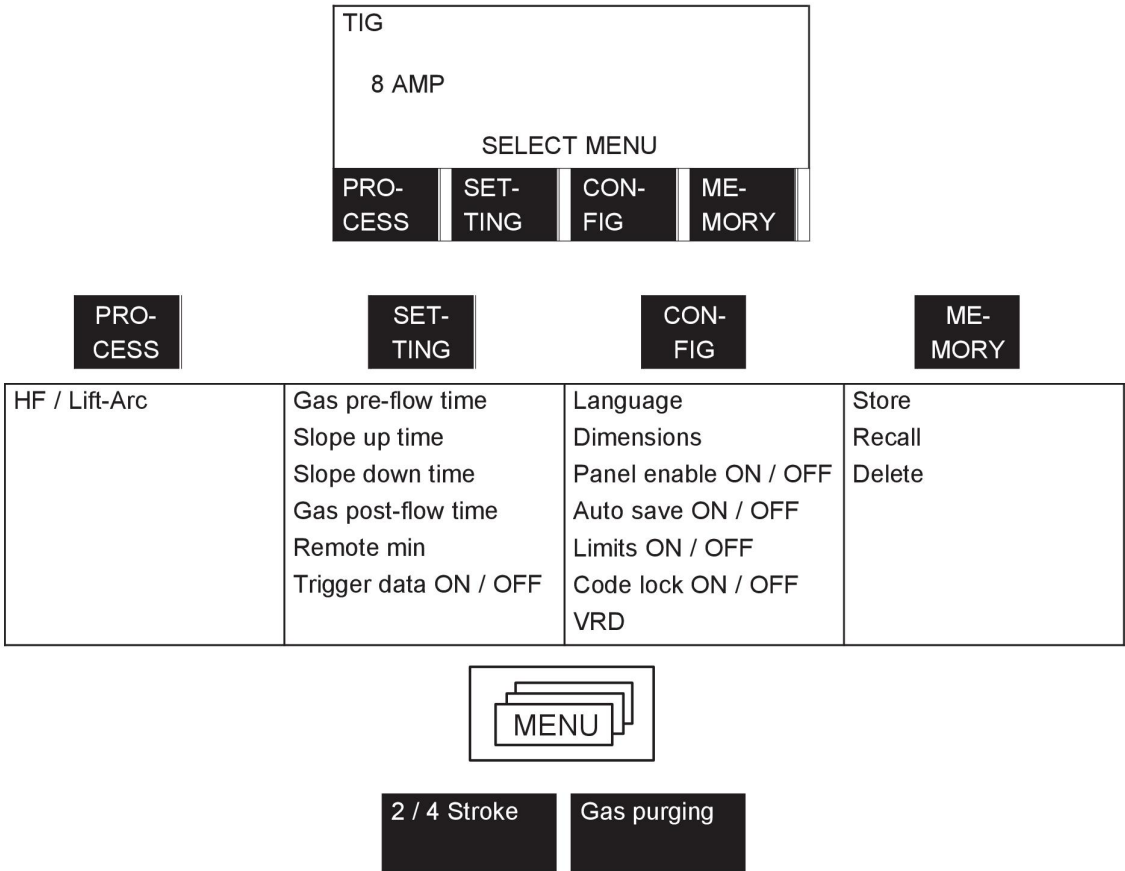 TIG
8 AMP
SELECT MENU
PRO-
CESS
SET-
TING
CON-
FIG
ME-
MORY
PRO-
CESS
SET-
TING
CON-
FIG
ME-
MORY
HF / Lift-Arc
Gas pre-flow time
Slope up time
Slope down time
Gas post-flow time
Remote min
Trigger data ON / OFF
Language
Dimensions
Panel enable ON / OFF
Auto save ON / OFF
Limits ON / OFF
Code lock ON / OFF
VRD
Store
Recall
Delete
MENU
2 / 4 Stroke
Gas purging